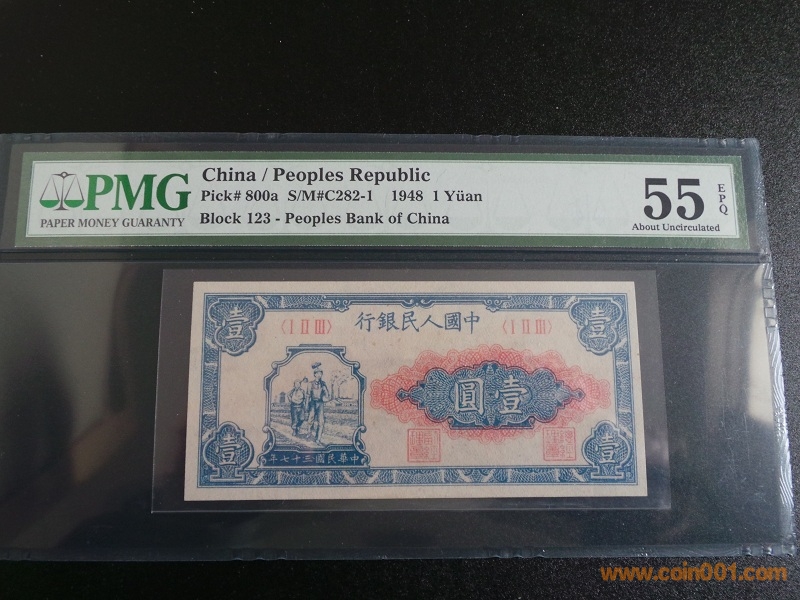 PMG
PAPER MONEY GUARANTY
China / Peoples Republic
Pick# 800a S/M#C282-1 1948 1 Yüan
Block 123 - Peoples Bank of China
55
EPQ
About Uncirculated
壹 壹
行銀民人國中
〈I II III〉 〈I II III〉
圓壹
年七十三國民華中
壹 壹
www.coin001.com